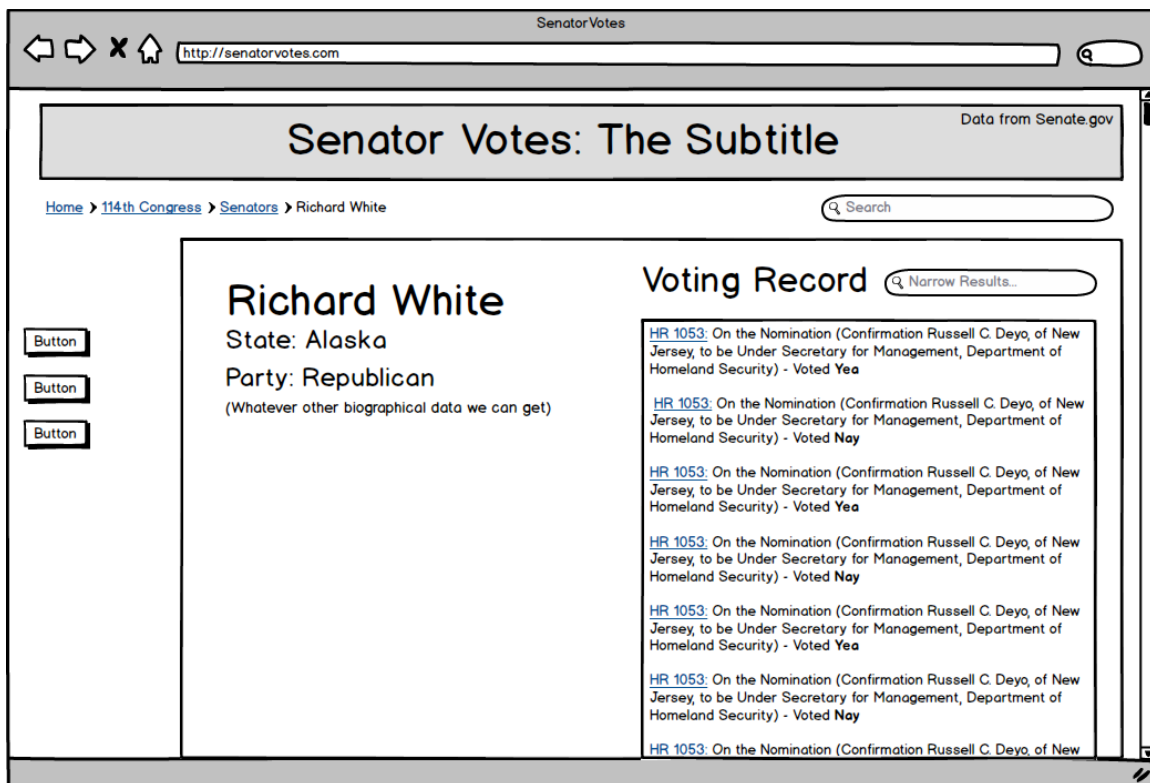 SenatorVotes
http://senatorvotes.com
Data from Senate.gov
Senator Votes: The Subtitle
Home > 114th Congress > Senators > Richard White
Search
Richard White
State: Alaska
Party: Republican
(Whatever other biographical data we can get)
Button
Button
Button
Voting Record
Narrow Results...
HR 1053: On the Nomination (Confirmation Russell C. Deyo, of New
Jersey, to be Under Secretary for Management, Department of
Homeland Security) - Voted Yea
HR 1053: On the Nomination (Confirmation Russell C. Deyo, of New
Jersey, to be Under Secretary for Management, Department of
Homeland Security) - Voted Nay
HR 1053: On the Nomination (Confirmation Russell C. Deyo, of New
Jersey, to be Under Secretary for Management, Department of
Homeland Security) - Voted Yea
HR 1053: On the Nomination (Confirmation Russell C. Deyo, of New
Jersey, to be Under Secretary for Management, Department of
Homeland Security) - Voted Nay
HR 1053: On the Nomination (Confirmation Russell C. Deyo, of New
Jersey, to be Under Secretary for Management, Department of
Homeland Security) - Voted Yea
HR 1053: On the Nomination (Confirmation Russell C. Deyo, of New
Jersey, to be Under Secretary for Management, Department of
Homeland Security) - Voted Nay
HR 1053: On the Nomination (Confirmation Russell C. Deyo, of New